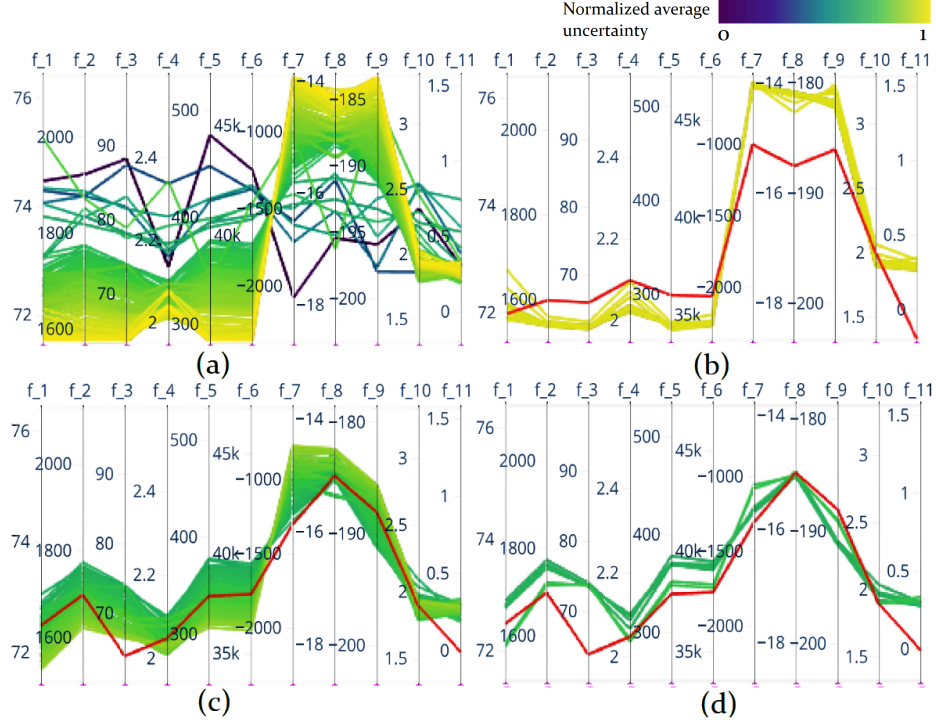 Normalized average
uncertainty
0 1
f_1 f_2 f_3 f_4 f_5 f_6 f_7 f_8 f_9 f_10 f_11
76 2000 90 2.4 500 45k −1000 −14 −185 3 1.5
74 1800 80 2.2 400 40k −1500 −16 −190 2.5 1
72 1600 70 2 300 −2000 −18 −195 2 0.5
−200 1.5 0
(a)
f_1 f_2 f_3 f_4 f_5 f_6 f_7 f_8 f_9 f_10 f_11
76 2000 90 2.4 500 45k −1000 −14 −180 3 1.5
74 1800 80 2.2 400 40k −1500 −16 −190 2.5 1
72 1600 70 2 300 35k −2000 −18 −200 2 0.5
1.5 0
(b)
f_1 f_2 f_3 f_4 f_5 f_6 f_7 f_8 f_9 f_10 f_11
76 2000 90 2.4 500 45k −1000 −14 −180 3 1.5
74 1800 80 2.2 400 40k −1500 −16 −190 2.5 1
72 1600 70 2 300 35k −2000 −18 −200 2 0.5
1.5 0
(c)
f_1 f_2 f_3 f_4 f_5 f_6 f_7 f_8 f_9 f_10 f_11
76 2000 90 2.4 500 45k −1000 −14 −180 3 1.5
74 1800 80 2.2 400 40k −1500 −16 −190 2.5 1
72 1600 70 2 300 35k −2000 −18 −200 2 0.5
1.5 0
(d)